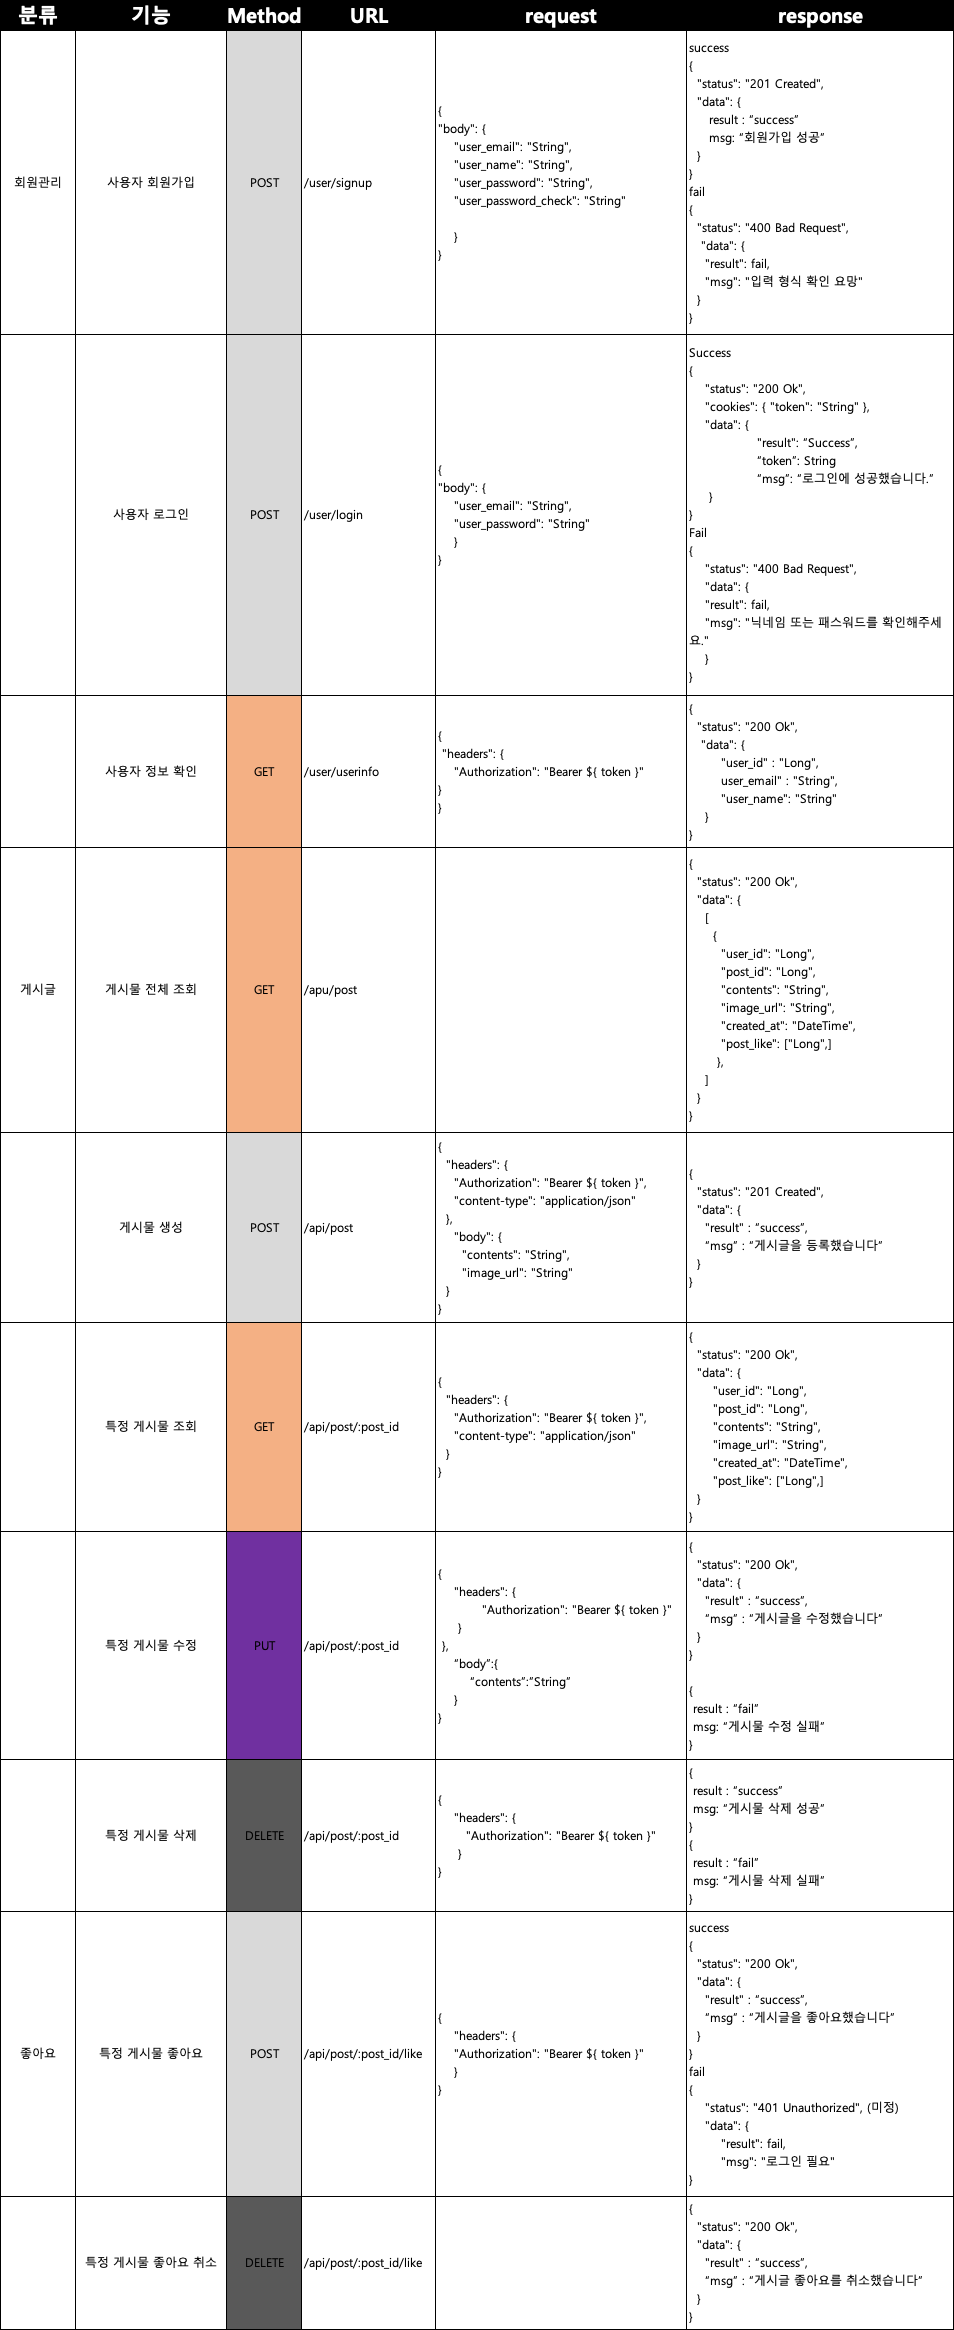 분류 기능 Method URL request response
회원관리 사용자 회원가입 POST /user/signup
{
"body": {
"user_email": "String",
"user_name": "String",
"user_password": "String",
"user_password_check": "String"
}
}
success
{
"status": "201 Created",
"data": {
result : “success”
msg: “회원가입 성공”
}
}
fail
{
"status": "400 Bad Request",
"data": {
"result": fail,
"msg": "입력 형식 확인 요망"
}
}
사용자 로그인 POST /user/login
{
"body": {
"user_email": "String",
"user_password": "String"
}
}
Success
{
"status": "200 Ok",
"cookies": { "token": "String" },
"data": {
"result": “Success”,
“token”: String
“msg”: “로그인에 성공했습니다.”
}
}
Fail
{
"status": "400 Bad Request",
"data": {
"result": fail,
"msg": "닉네임 또는 패스워드를 확인해주세
요."
}
}
사용자 정보 확인 GET /user/userinfo
{
"headers": {
"Authorization": "Bearer ${ token }"
}
}
{
"status": "200 Ok",
"data": {
"user_id" : "Long",
user_email" : "String",
"user_name": "String"
}
}
게시글 게시물 전체 조회 GET /apu/post
{
"status": "200 Ok",
"data": {
[
{
"user_id": "Long",
"post_id": "Long",
"contents": "String",
"image_url": "String",
"created_at": "DateTime",
"post_like": ["Long",]
},
]
}
}
게시물 생성 POST /api/post
{
"headers": {
"Authorization": "Bearer ${ token }",
"content-type": "application/json"
},
"body": {
"contents": "String",
"image_url": "String"
}
}
{
"status": "201 Created",
"data": {
"result" : “success”,
“msg” : “게시글을 등록했습니다”
}
}
특정 게시물 조회 GET /api/post/:post_id
{
"headers": {
"Authorization": "Bearer ${ token }",
"content-type": "application/json"
}
}
{
"status": "200 Ok",
"data": {
"user_id": "Long",
"post_id": "Long",
"contents": "String",
"image_url": "String",
"created_at": "DateTime",
"post_like": ["Long",]
}
}
특정 게시물 수정 PUT /api/post/:post_id
{
"headers": {
"Authorization": "Bearer ${ token }"
}
},
“body”:{
“contents”:”String”
}
}
{
"status": "200 Ok",
"data": {
"result" : “success”,
“msg” : “게시글을 수정했습니다”
}
}
{
result : “fail”
msg: “게시물 수정 실패”
}
특정 게시물 삭제 DELETE /api/post/:post_id
{
"headers": {
"Authorization": "Bearer ${ token }"
}
}
{
result : “success”
msg: “게시물 삭제 성공”
}
{
result : “fail”
msg: “게시물 삭제 실패”
}
좋아요 특정 게시물 좋아요 POST /api/post/:post_id/like
{
"headers": {
"Authorization": "Bearer ${ token }"
}
}
success
{
"status": "200 Ok",
"data": {
"result" : “success”,
“msg” : “게시글을 좋아요했습니다”
}
}
fail
{
"status": "401 Unauthorized", (미정)
"data": {
"result": fail,
"msg": "로그인 필요"
}
특정 게시물 좋아요 취소 DELETE /api/post/:post_id/like
{
"status": "200 Ok",
"data": {
"result" : “success”,
“msg” : “게시글 좋아요를 취소했습니다”
}
}